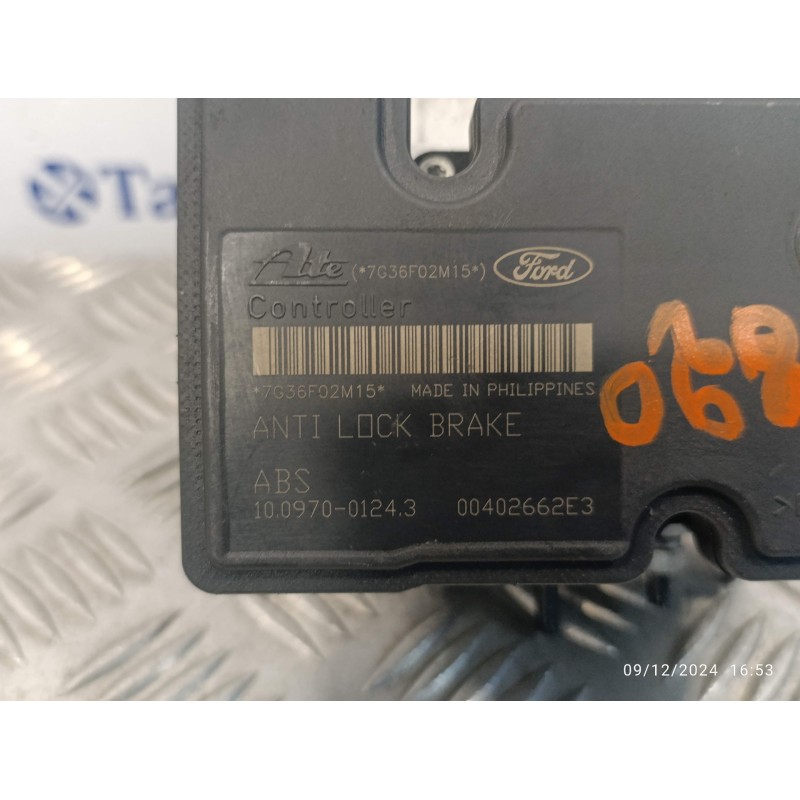 Ta
Ate (*7G36F02M15*) Ford
Controller
*7G36F02M15* MADE IN PHILIPPINES
ANTI LOCK BRAKE
ABS
10.0970-0124.3 00402662E3
09/12/2024 16:53